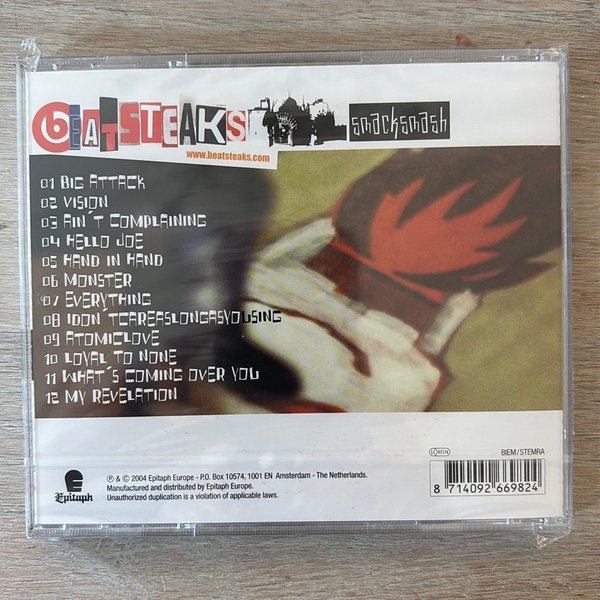 BEATSTEAKS
smacksmash
www.beatsteaks.com
01 BIG ATTACK
02 VISION
03 AIN´T COMPLAINING
04 HELLO JOE
05 HAND IN HAND
06 MONSTER
07 EVERYTHING
08 IDON´TCAREASLONGASYOUSING
09 ATOMICLOVE
10 LOYAL TO NONE
11 WHAT´S COMING OVER YOU
12 MY REVELATION
Epitaph
℗ & © 2004 Epitaph Europe - P.O. Box 10574, 1001 EN Amsterdam - The Netherlands.
Manufactured and distributed by Epitaph Europe.
Unauthorized duplication is a violation of applicable laws.
BIEM/STEMRA
8 714092 669824